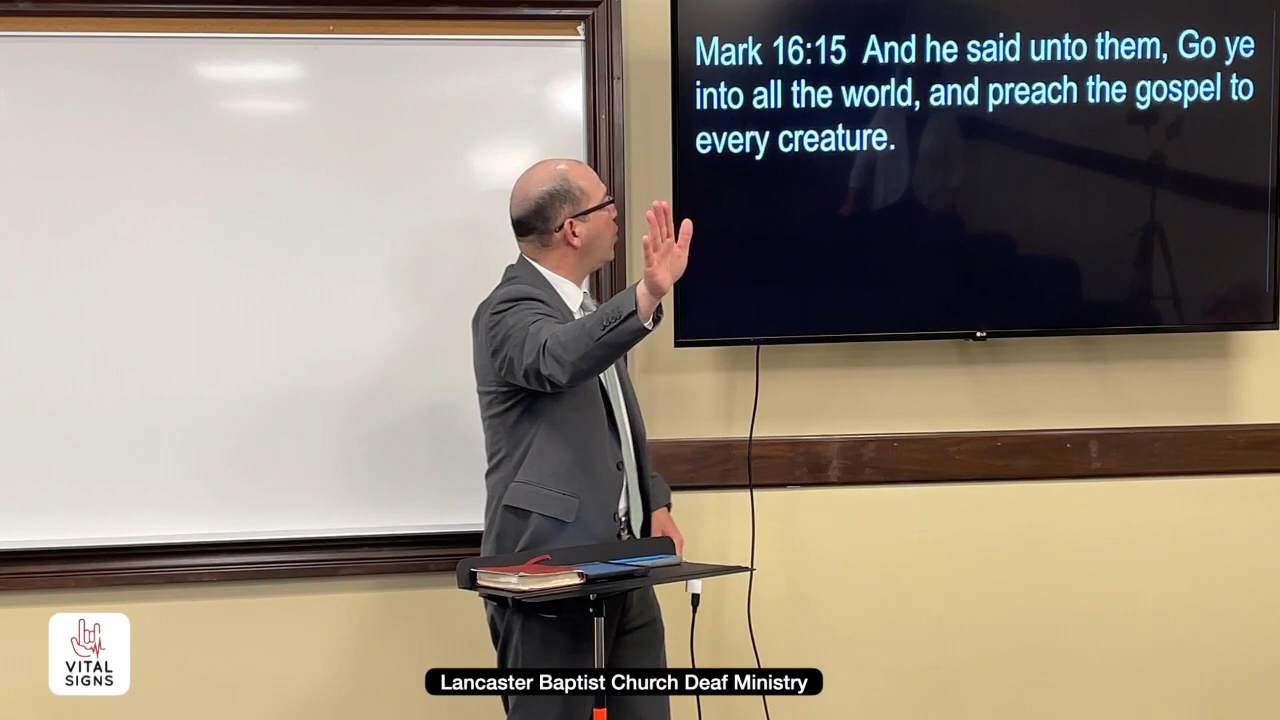 Mark 16:15  And he said unto them, Go ye
into all the world, and preach the gospel to
every creature.
LG
VITAL
SIGNS
Lancaster Baptist Church Deaf Ministry